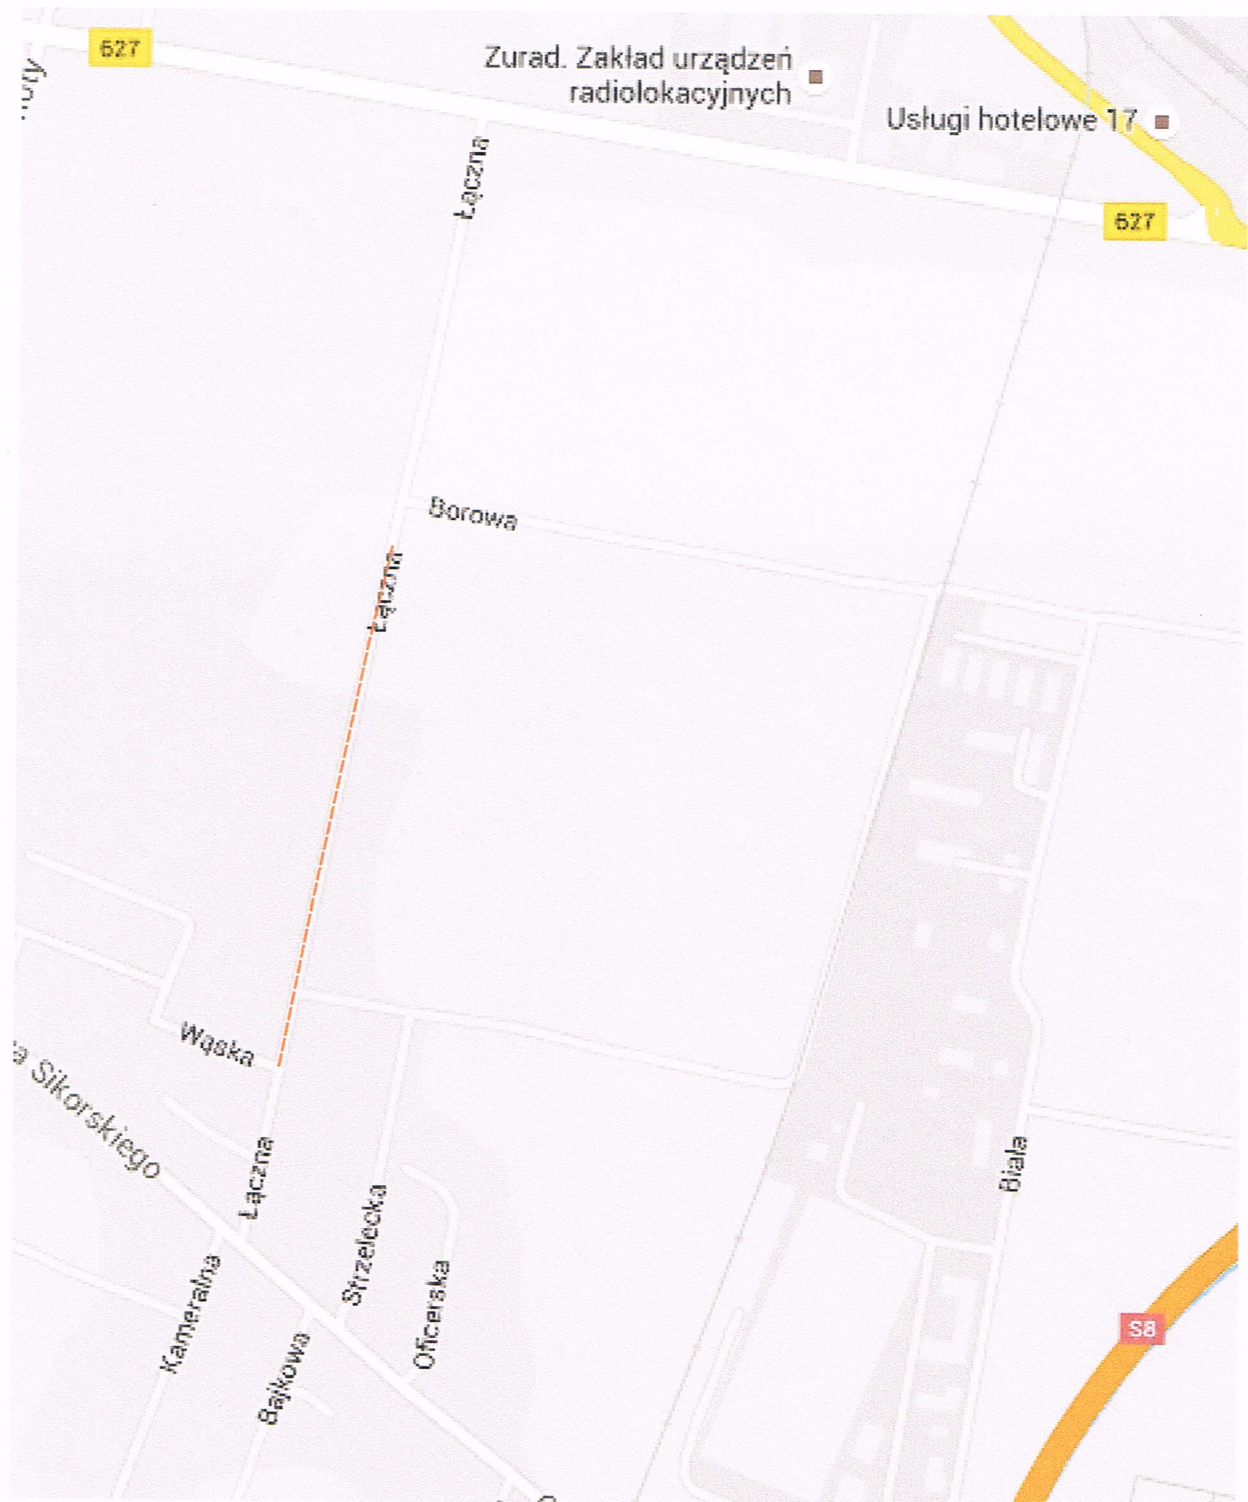 627
Zurad. Zakład urządzeń
radiolokacyjnych
Usługi hotelowe 17
627
Łączna
Borowa
Łączna
Wąska
Sikorskiego
Łączna
Strzelecka
Oficerska
Kameralna
Bajkowa
Biała
S8